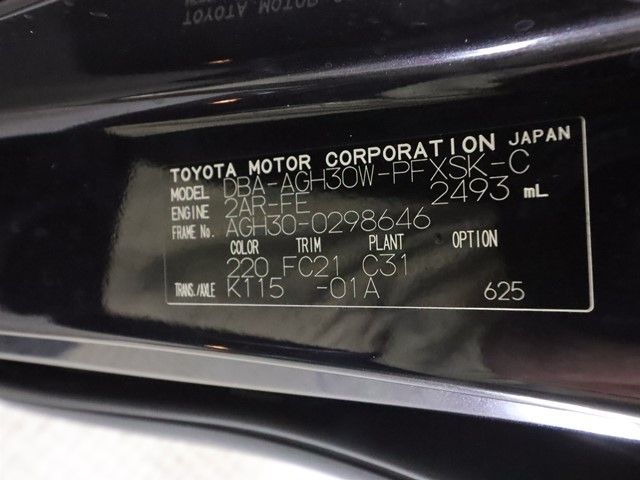 TOYOTA MOTOR CORPORATION JAPAN
MODEL DBA-AGH30W-PFXSK-C
ENGINE 2AR-FE 2493 mL
FRAME No. AGH30-0298646
COLOR TRIM PLANT OPTION
220 FC21 C31
TRANS./AXLE K115 -01A 625